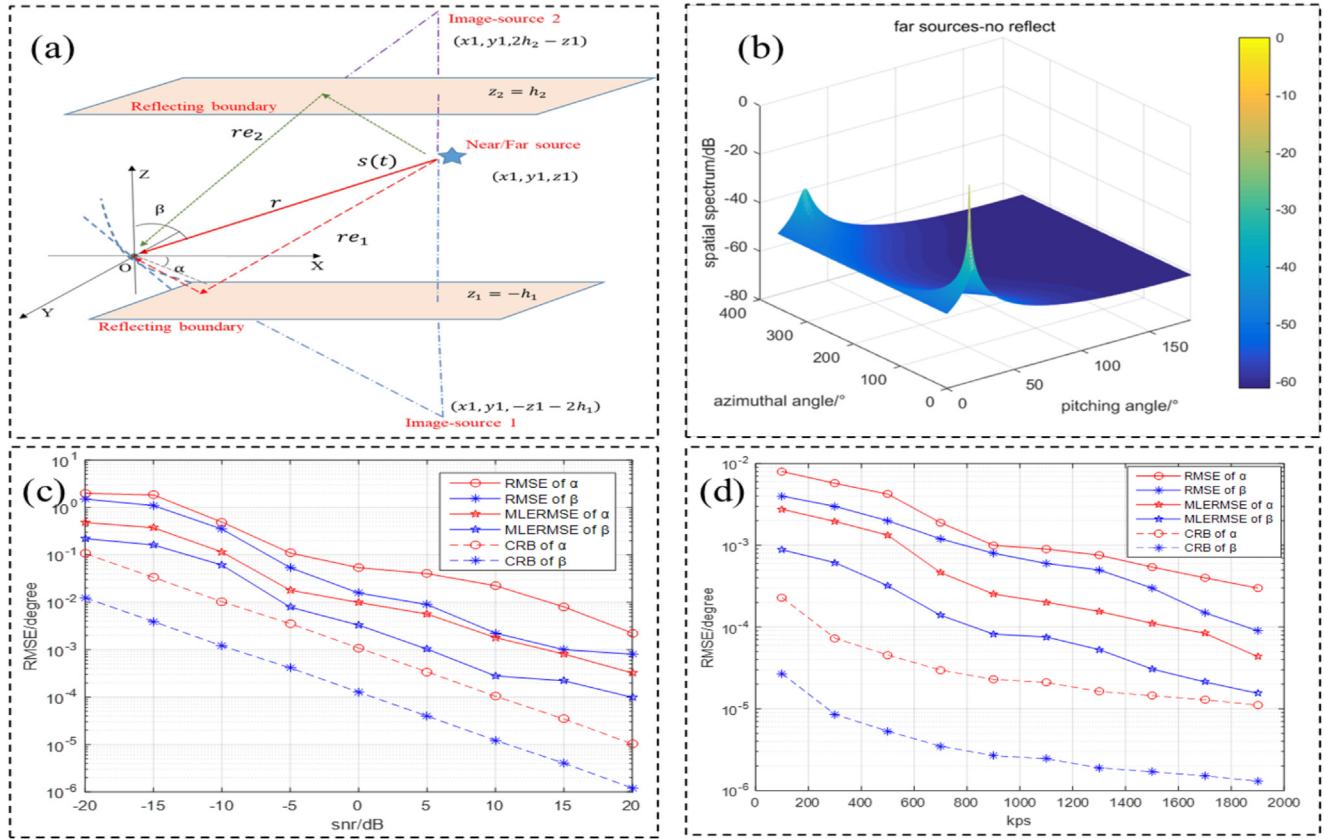 (a)
Image-source 2
(x1, y1, 2h₂ − z1)
Reflecting boundary
z₂ = h₂
re₂
Near/Far source
s(t)
(x1, y1, z1)
Z
β
r
re₁
O
α
X
Y
z₁ = −h₁
Reflecting boundary
(x1, y1, −z1 − 2h₁)
Image-source 1
(b)
far sources-no reflect
spatial spectrum/dB
0
-20
-40
-60
-80
400
300
200
100
0
azimuthal angle/°
0
50
100
150
pitching angle/°
0
-10
-20
-30
-40
-50
-60
(c)
RMSE of α
RMSE of β
MLERMSE of α
MLERMSE of β
CRB of α
CRB of β
RMSE/degree
10¹
10⁰
10⁻¹
10⁻²
10⁻³
10⁻⁴
10⁻⁵
10⁻⁶
-20 -15 -10 -5 0 5 10 15 20
snr/dB
(d)
RMSE of α
RMSE of β
MLERMSE of α
MLERMSE of β
CRB of α
CRB of β
RMSE/degree
10⁻²
10⁻³
10⁻⁴
10⁻⁵
10⁻⁶
0 200 400 600 800 1000 1200 1400 1600 1800 2000
kps